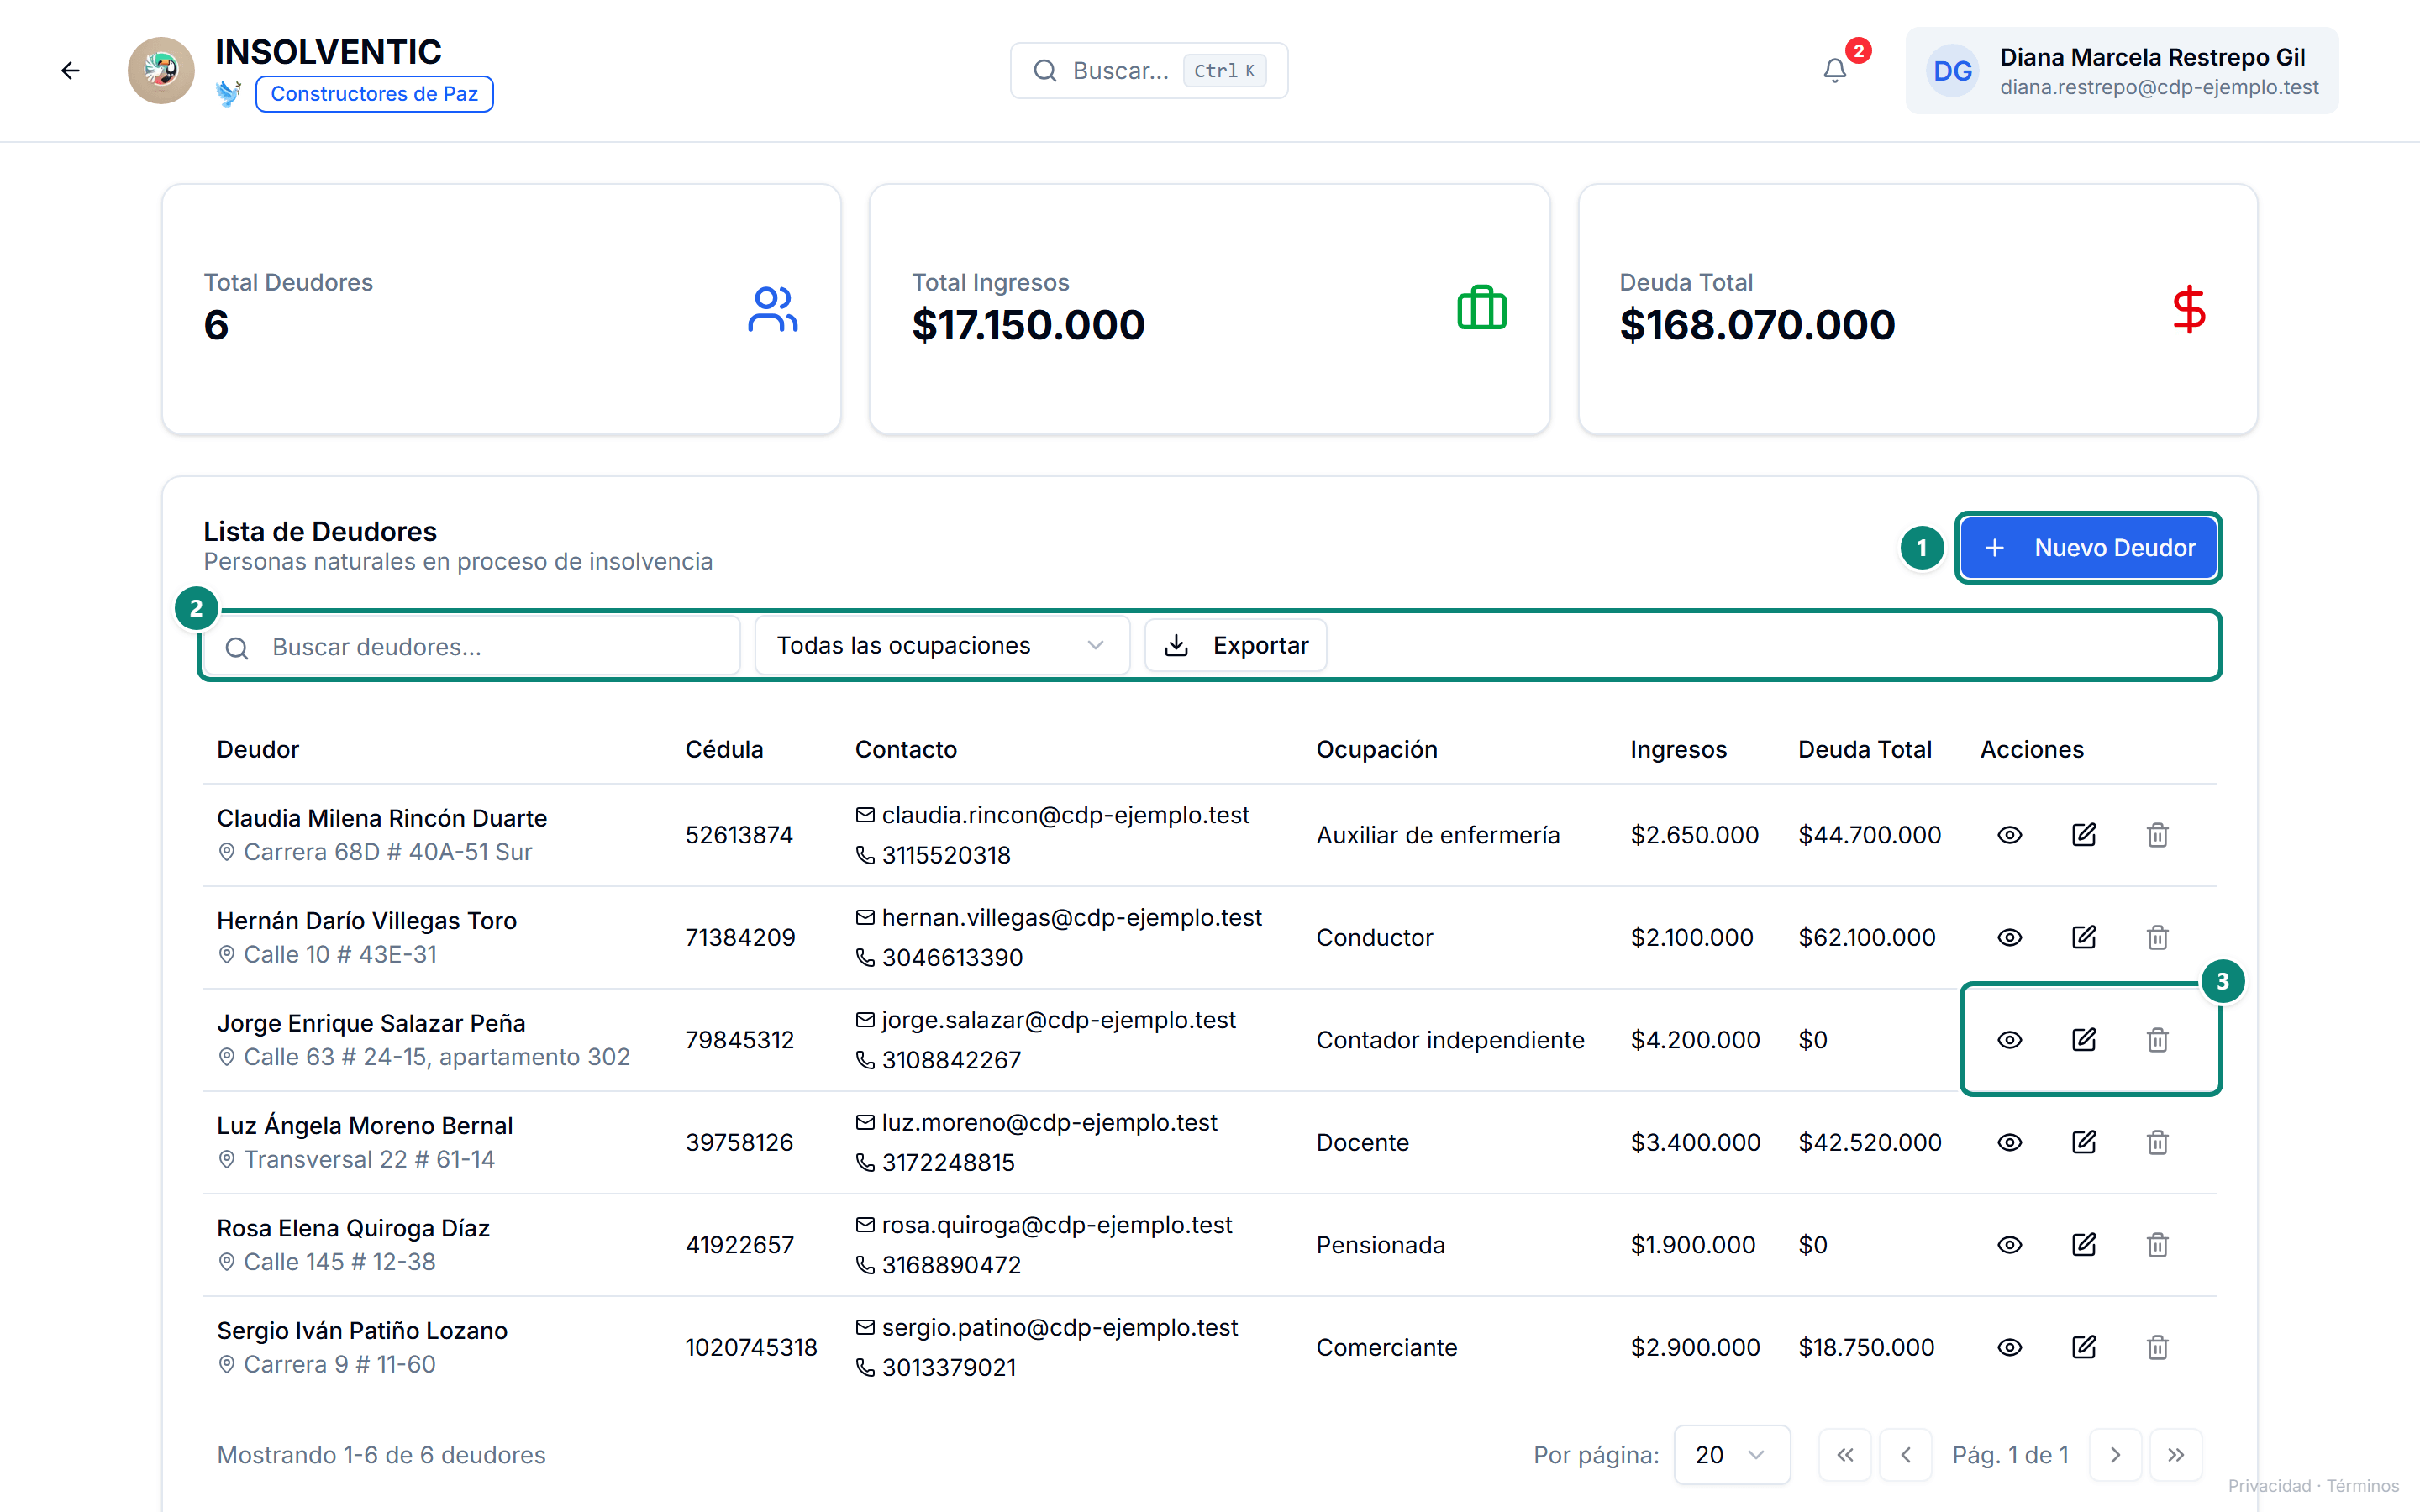 INSOLVENTIC
Constructores de Paz
Buscar... Ctrl K
2
DG
Diana Marcela Restrepo Gil
diana.restrepo@cdp-ejemplo.test
Total Deudores
6
Total Ingresos
$17.150.000
Deuda Total
$168.070.000
Lista de Deudores
Personas naturales en proceso de insolvencia
1
Nuevo Deudor
2
Buscar deudores...
Todas las ocupaciones
Exportar
Deudor Cédula Contacto Ocupación Ingresos Deuda Total Acciones
Claudia Milena Rincón Duarte
Carrera 68D # 40A-51 Sur
52613874
claudia.rincon@cdp-ejemplo.test
3115520318
Auxiliar de enfermería
$2.650.000
$44.700.000
Hernán Darío Villegas Toro
Calle 10 # 43E-31
71384209
hernan.villegas@cdp-ejemplo.test
3046613390
Conductor
$2.100.000
$62.100.000
3
Jorge Enrique Salazar Peña
Calle 63 # 24-15, apartamento 302
79845312
jorge.salazar@cdp-ejemplo.test
3108842267
Contador independiente
$4.200.000
$0
Luz Ángela Moreno Bernal
Transversal 22 # 61-14
39758126
luz.moreno@cdp-ejemplo.test
3172248815
Docente
$3.400.000
$42.520.000
Rosa Elena Quiroga Díaz
Calle 145 # 12-38
41922657
rosa.quiroga@cdp-ejemplo.test
3168890472
Pensionada
$1.900.000
$0
Sergio Iván Patiño Lozano
Carrera 9 # 11-60
1020745318
sergio.patino@cdp-ejemplo.test
3013379021
Comerciante
$2.900.000
$18.750.000
Mostrando 1-6 de 6 deudores
Por página: 20
Pág. 1 de 1
Privacidad · Términos